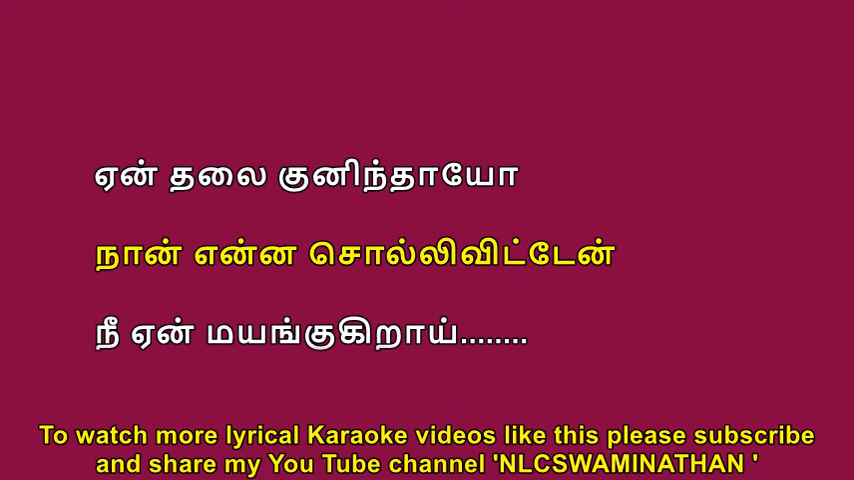 ஏன் தலை குனிந்தாயோ
நான் என்ன சொல்லிவிட்டேன்
நீ ஏன் மயங்குகிறாய்........
To watch more lyrical Karaoke videos like this please subscribe
and share my You Tube channel 'NLCSWAMINATHAN '